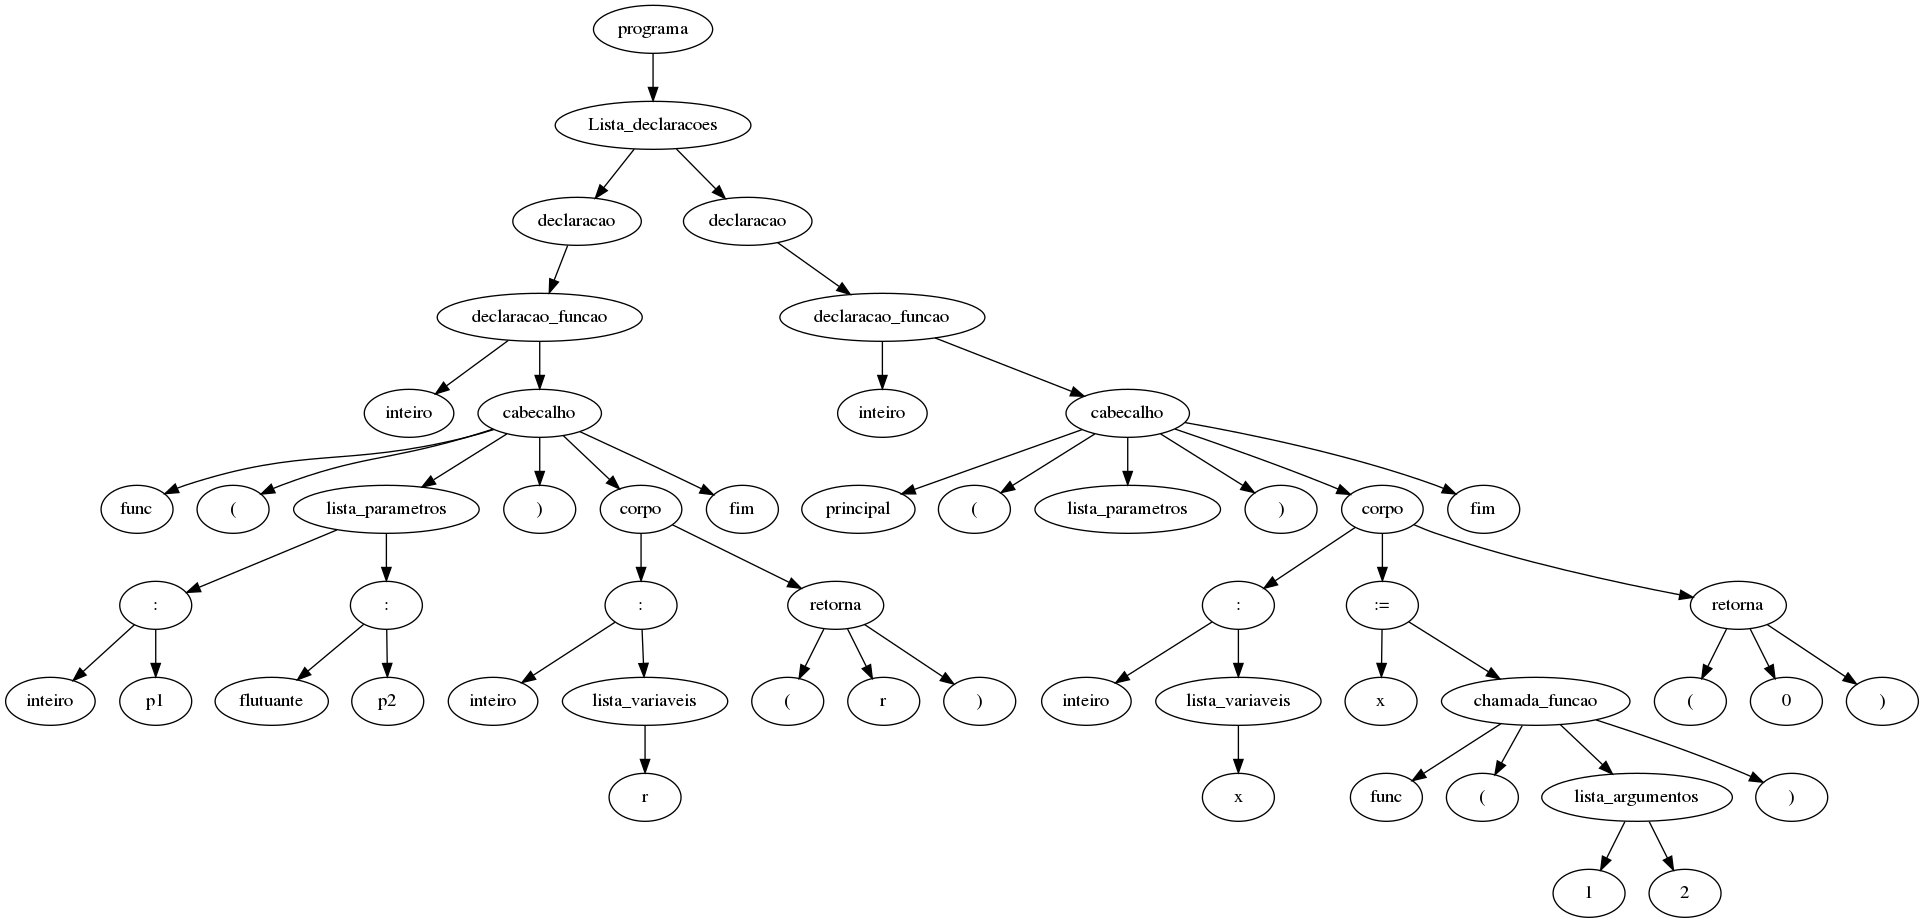 programa
Lista_declaracoes
declaracao
declaracao
declaracao_funcao
declaracao_funcao
inteiro
cabecalho
inteiro
cabecalho
func
(
lista_parametros
)
corpo
fim
principal
(
lista_parametros
)
corpo
fim
:
:
:
retorna
:
:=
retorna
inteiro
p1
flutuante
p2
inteiro
lista_variaveis
(
r
)
inteiro
lista_variaveis
x
chamada_funcao
(
0
)
r
x
func
(
lista_argumentos
)
1
2